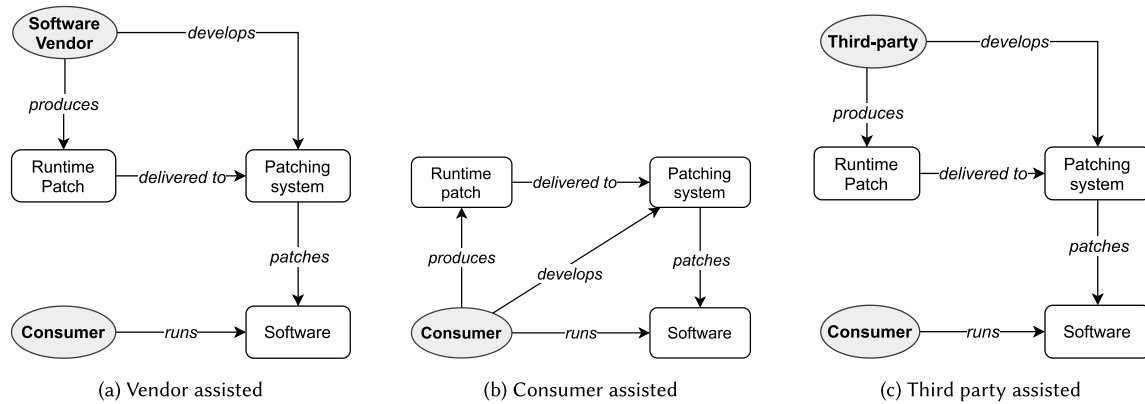 Software
Vendor
develops
produces
Runtime
Patch
delivered to
Patching
system
patches
Consumer
runs
Software
(a) Vendor assisted
Runtime
patch
delivered to
Patching
system
produces
develops
patches
Consumer
runs
Software
(b) Consumer assisted
Third-party
develops
produces
Runtime
Patch
delivered to
Patching
system
patches
Consumer
runs
Software
(c) Third party assisted